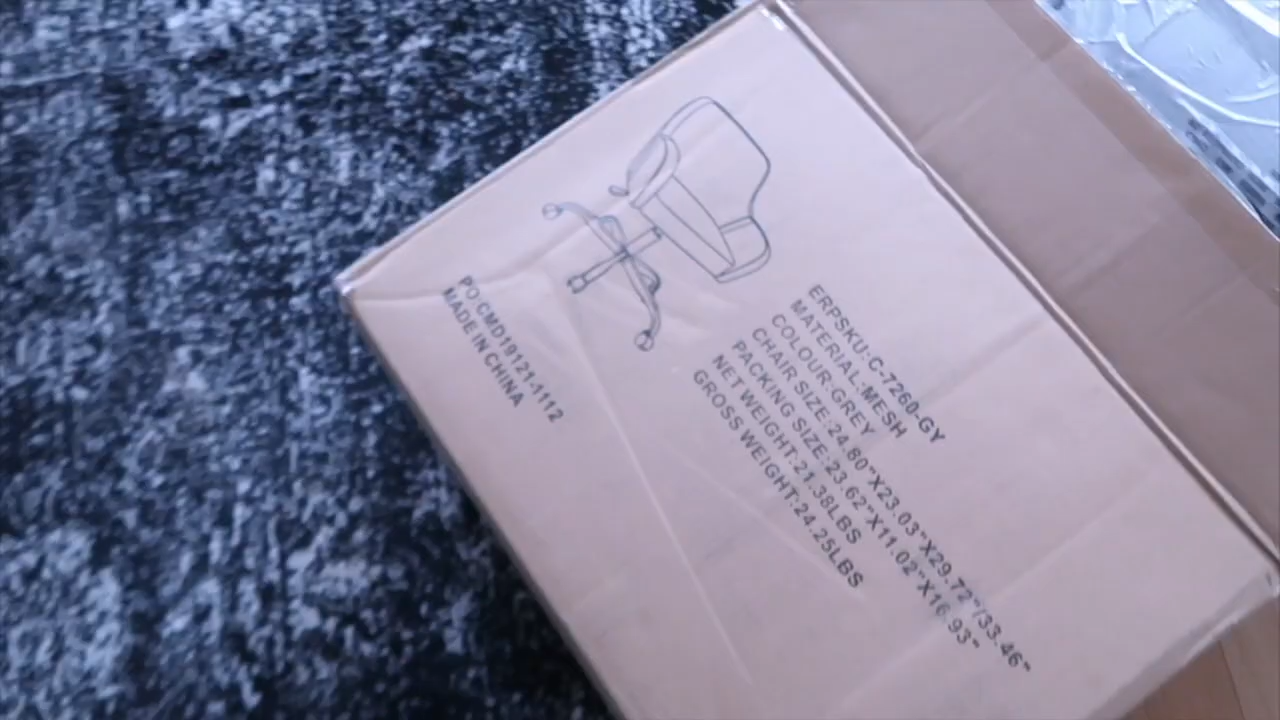 ERPSKU:C-7260-GY
MATERIAL:MESH
COLOUR:GREY
CHAIR SIZE:24.80"X23.03"X29.72"/33.46"
PACKING SIZE:23.62"X11.02"X16.93"
NET WEIGHT:21.38LBS
GROSS WEIGHT:24.25LBS
PO:CMD19121-1112
MADE IN CHINA